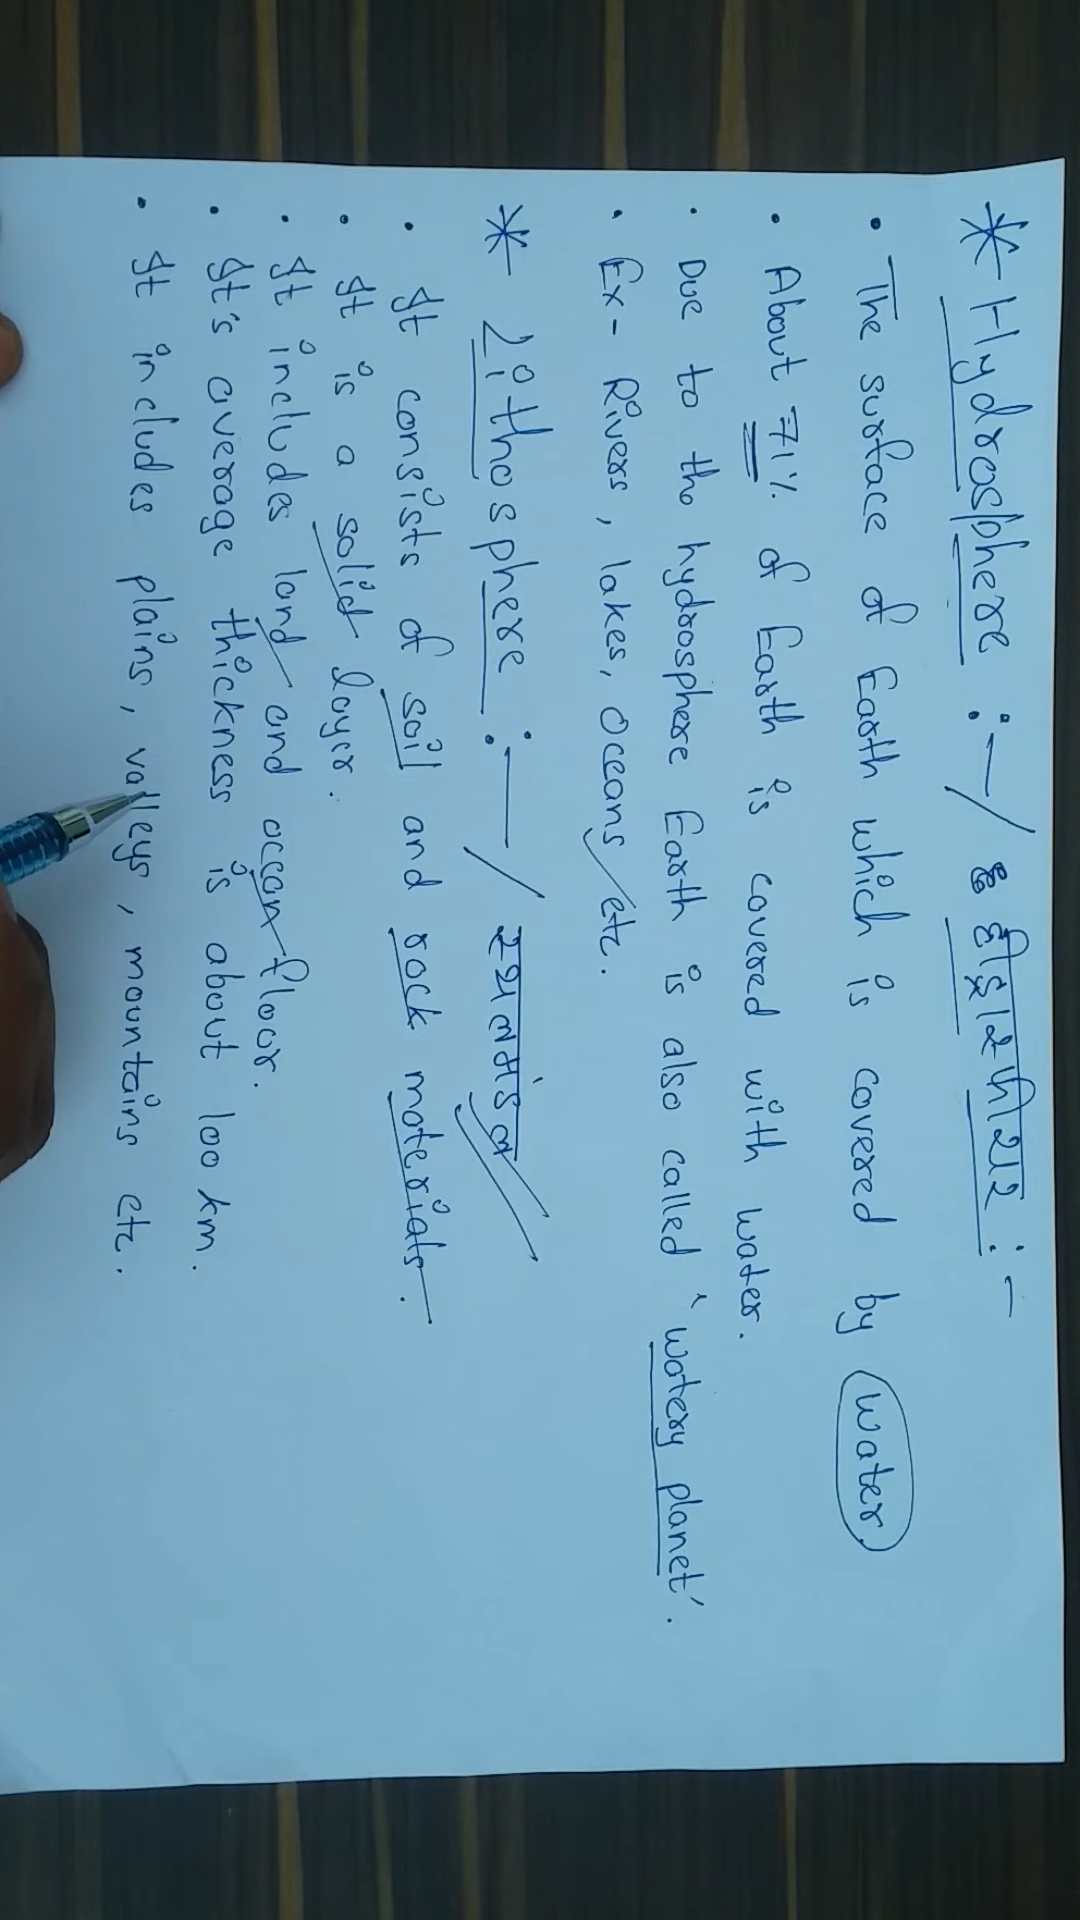 * Hydrosphere :- / हाइड्रोस्फीयर :-
• The surface of Earth which is covered by water.
• About 71% of Earth is covered with water.
• Due to the hydrosphere Earth is also called 'watery planet'.
• Ex- Rivers, lakes, oceans etc.
* Lithosphere :- / स्थलमंडल
• It consists of soil and rock materials.
• It is a solid layer.
• It includes land and ocean floor.
• It's average thickness is about 100 km.
• It includes plains, valleys, mountains etc.